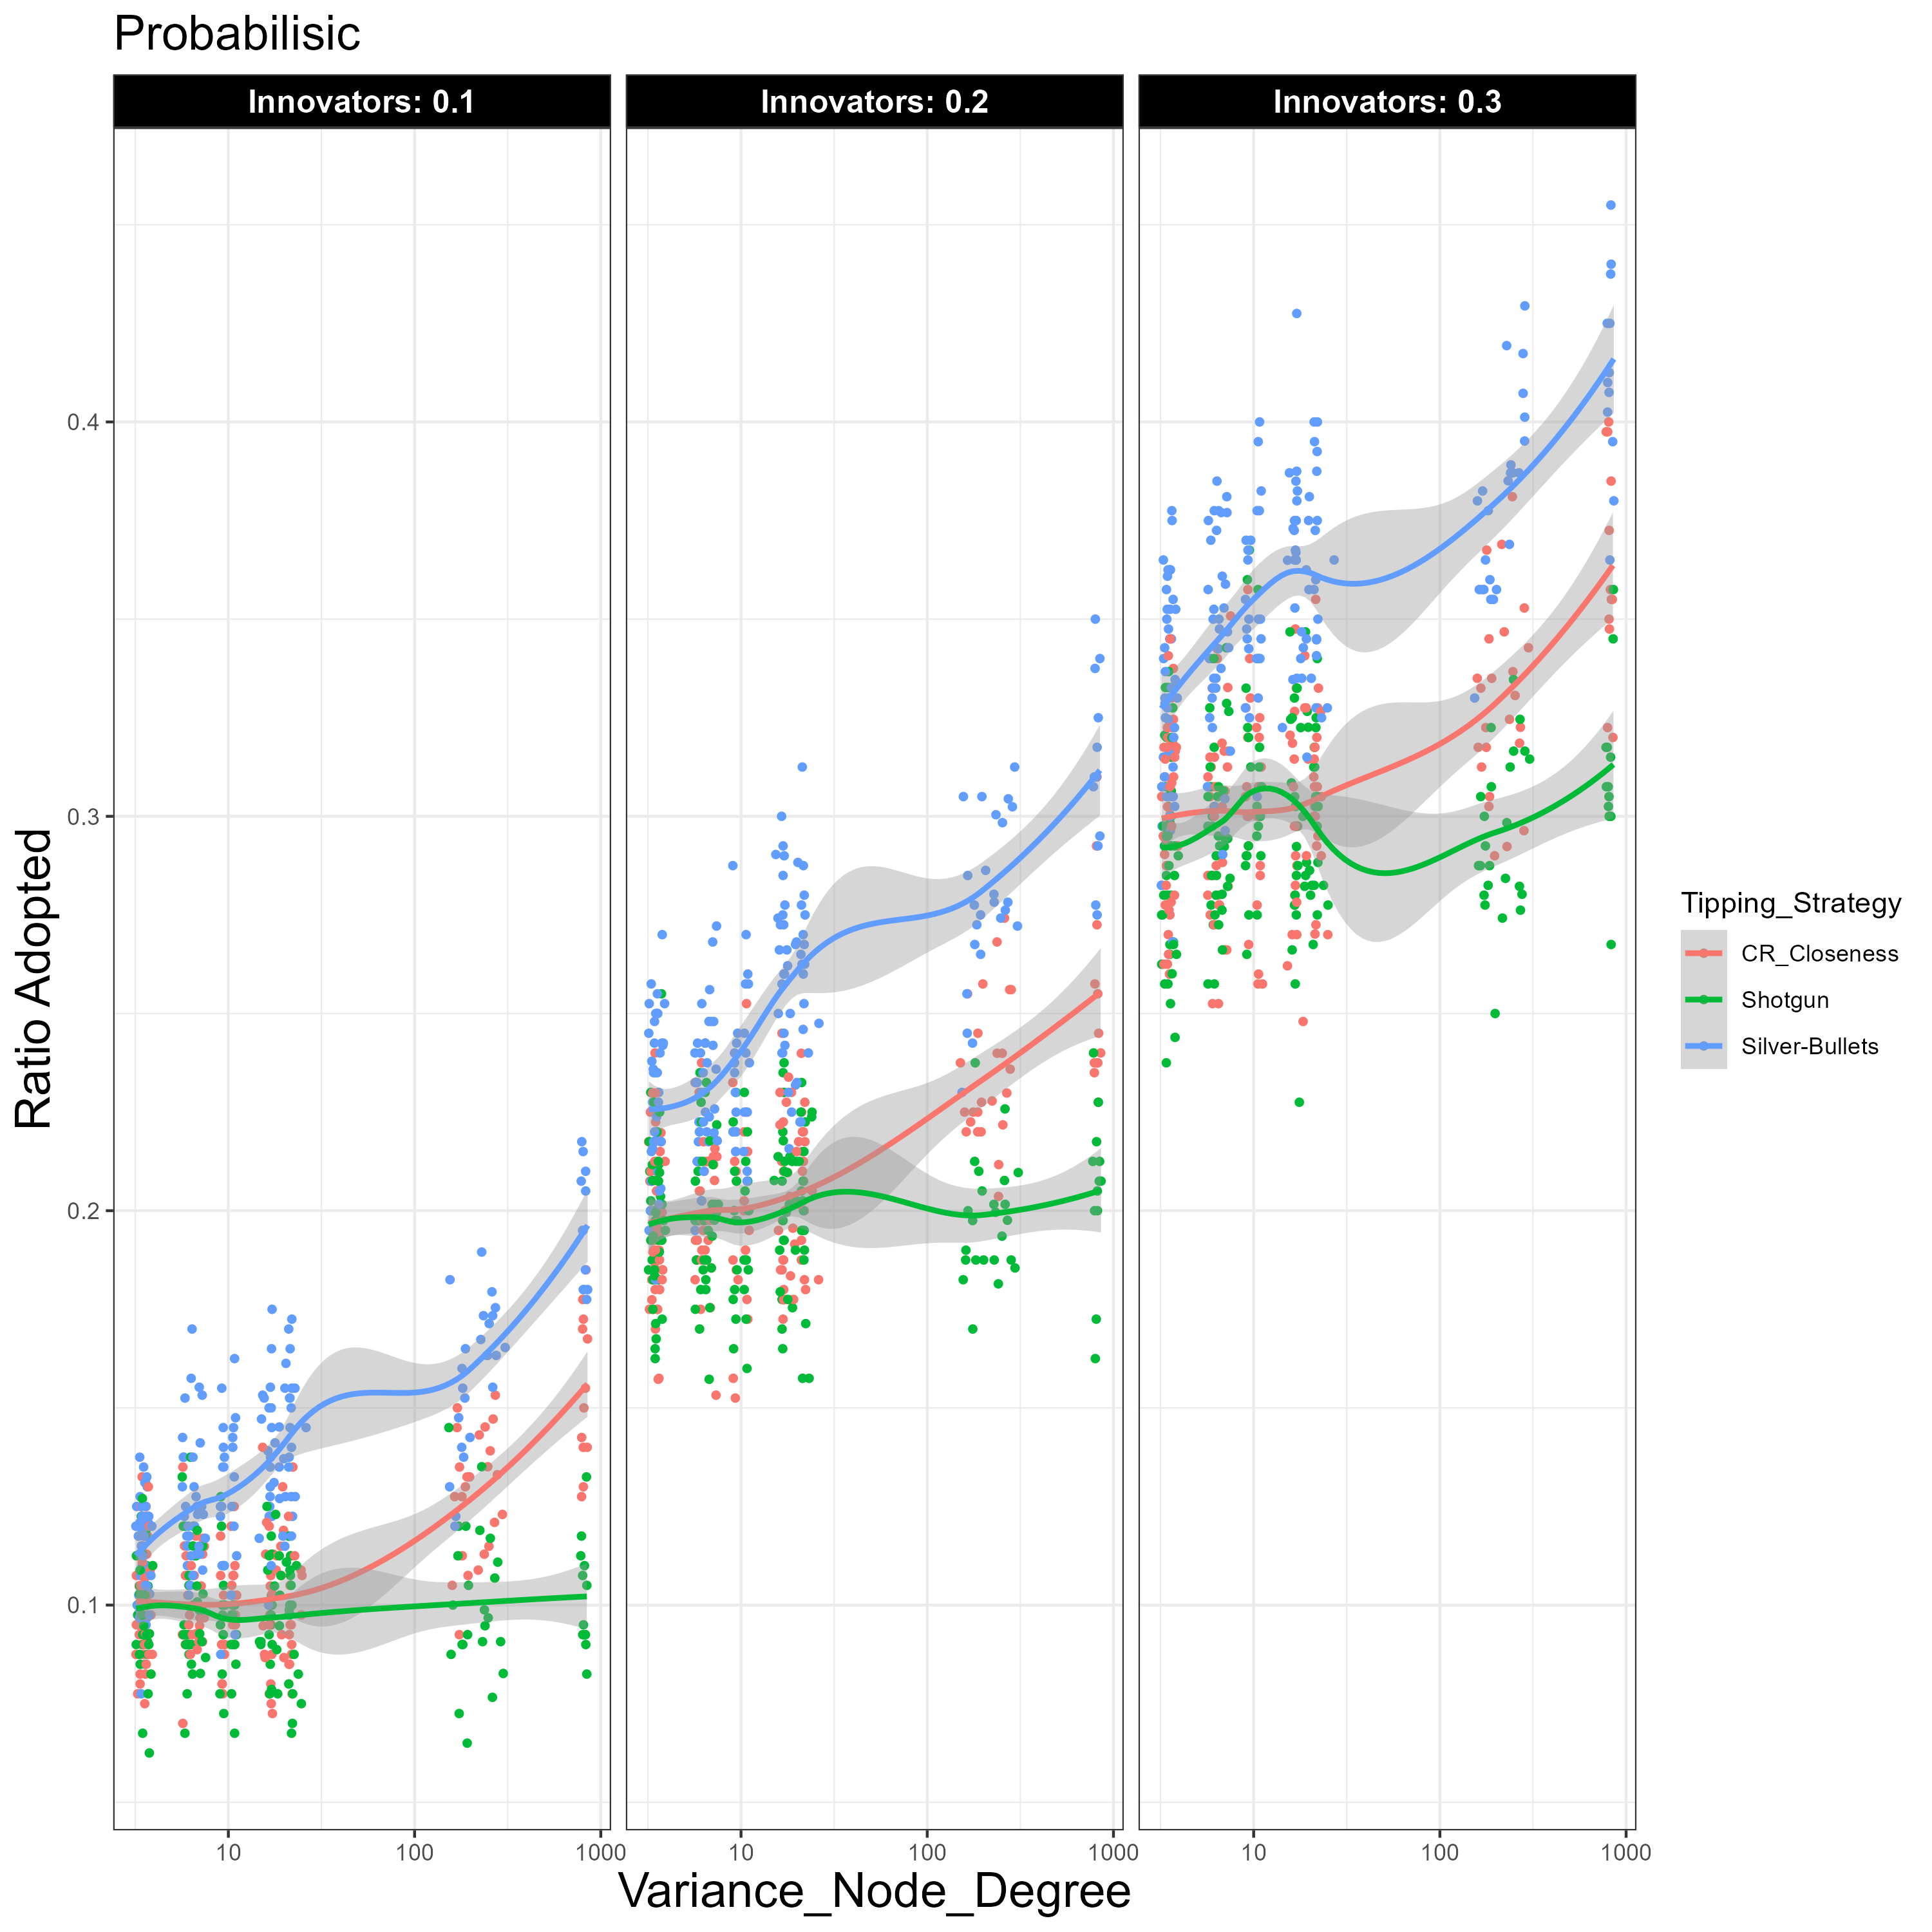 Probabilisic
Innovators: 0.1
Innovators: 0.2
Innovators: 0.3
Ratio Adopted
0.4
0.3
0.2
0.1
10 100 1000
10 100 1000
10 100 1000
Variance_Node_Degree
Tipping_Strategy
CR_Closeness
Shotgun
Silver-Bullets